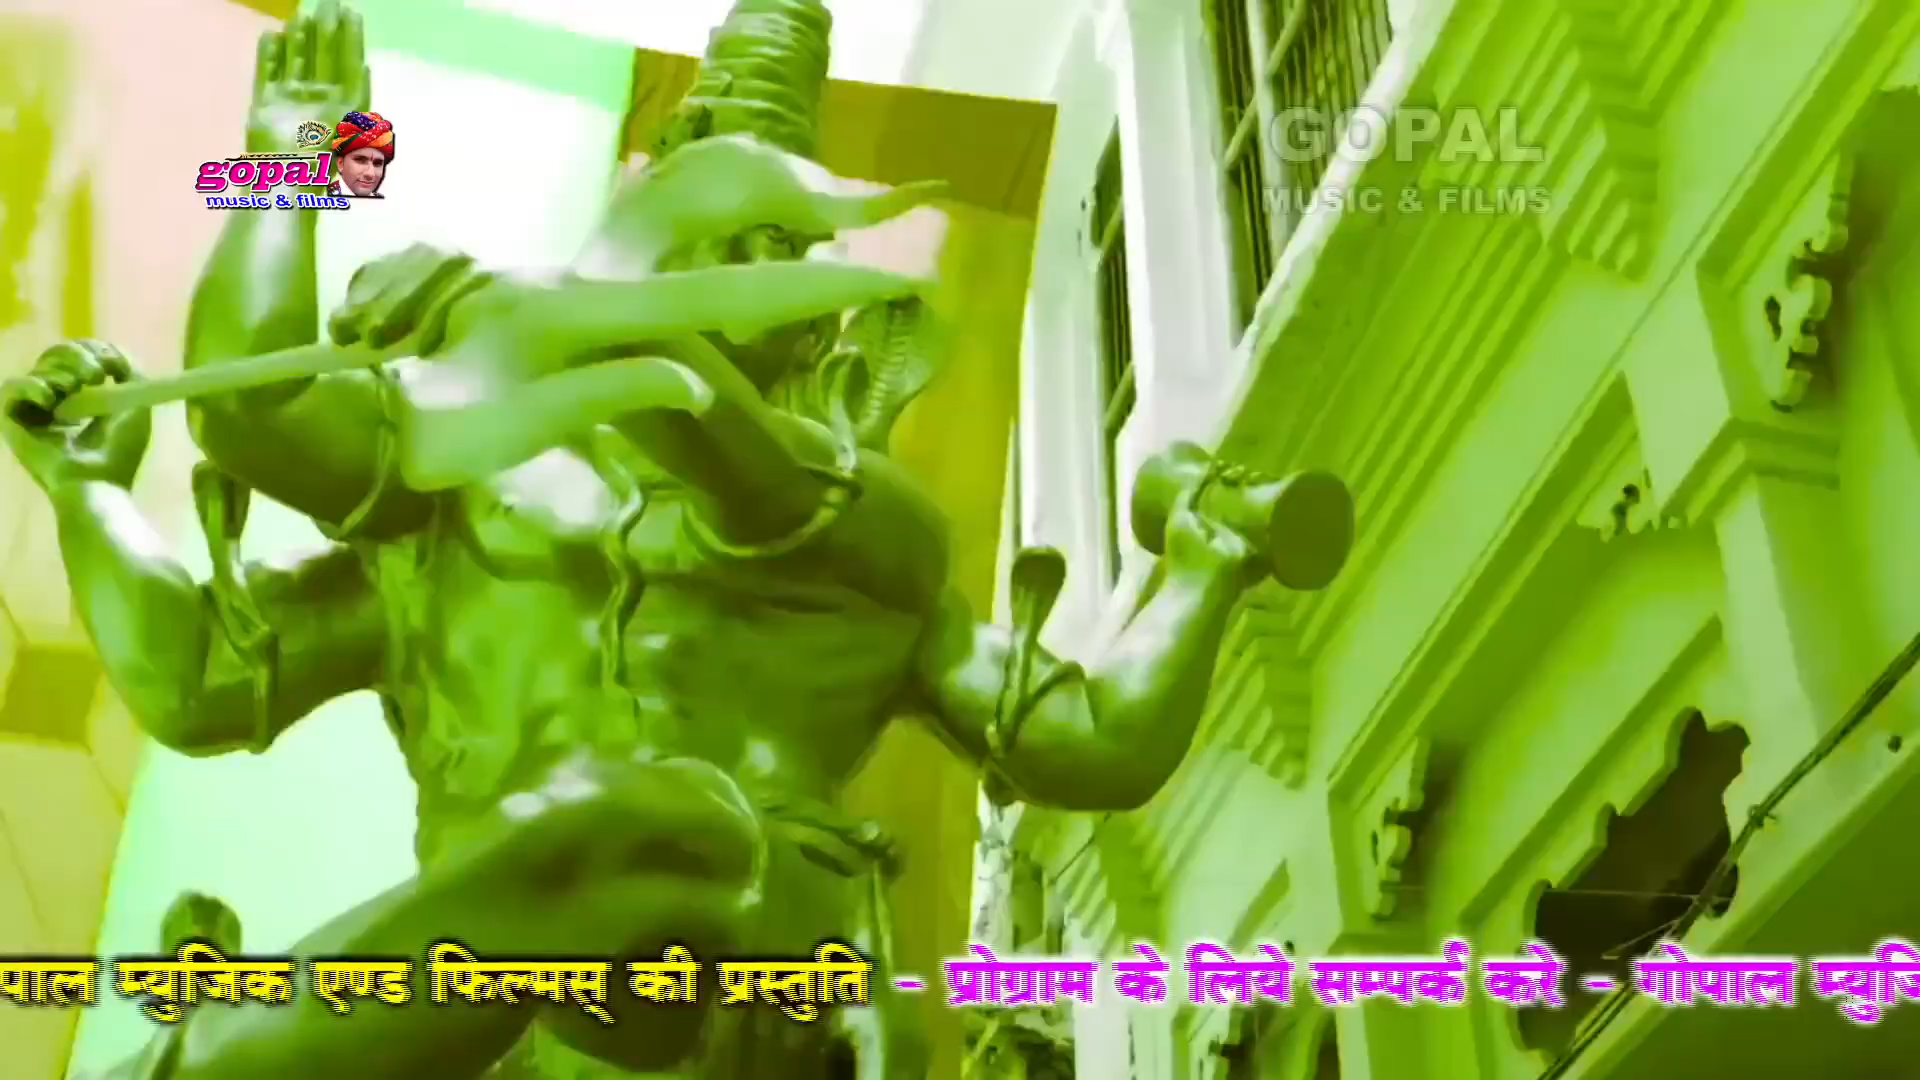 gopal
music & films
GOPAL
MUSIC & FILMS
पाल म्युजिक एण्ड फिल्मस् की प्रस्तुति - प्रोग्राम के लिये सम्पर्क करे - गोपाल म्युजि